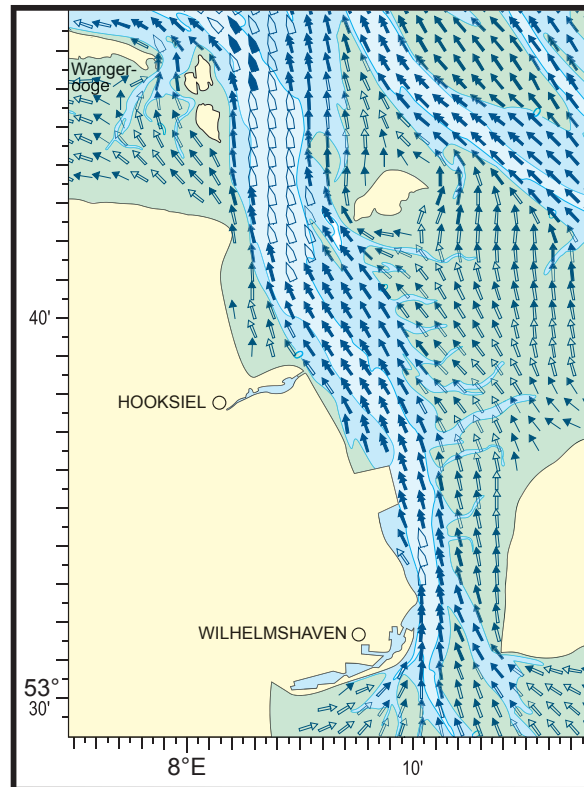 Wanger-
ooge
40'
HOOKSIEL
WILHELMSHAVEN
53°
30'
8°E
10'